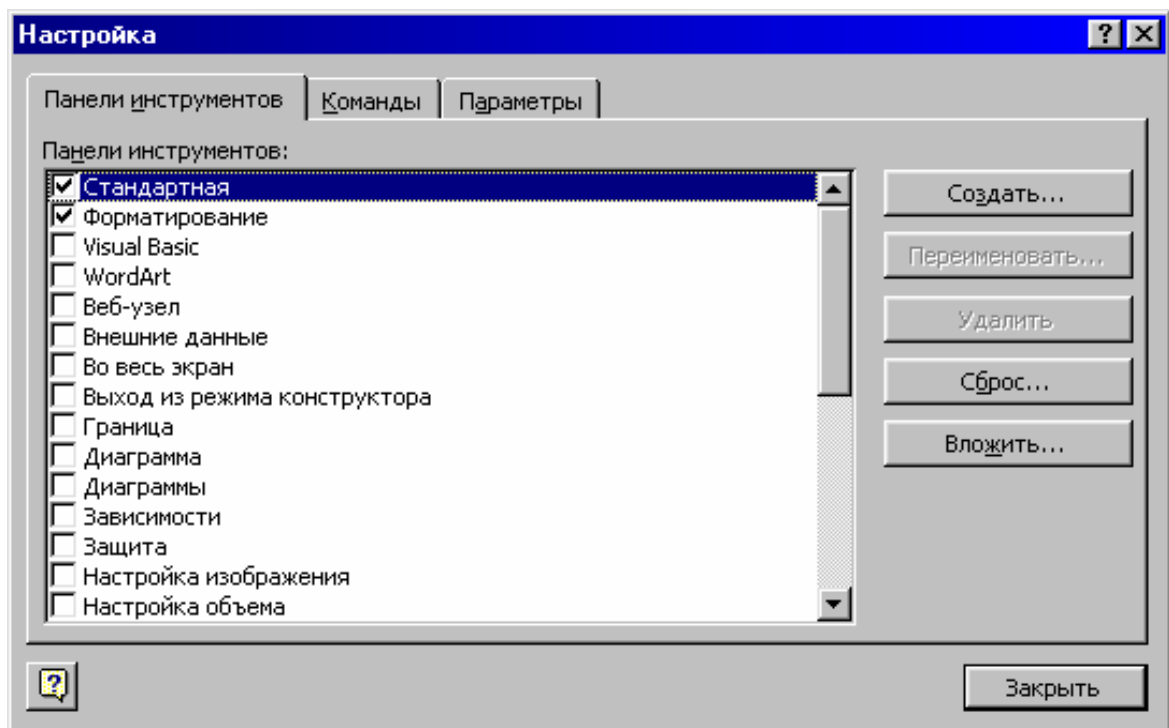 Настройка
Панели инструментов Команды Параметры
Панели инструментов:
Стандартная
Форматирование
Visual Basic
WordArt
Веб-узел
Внешние данные
Во весь экран
Выход из режима конструктора
Граница
Диаграмма
Диаграммы
Зависимости
Защита
Настройка изображения
Настройка объема
Создать...
Переименовать...
Удалить
Сброс...
Вложить...
Закрыть